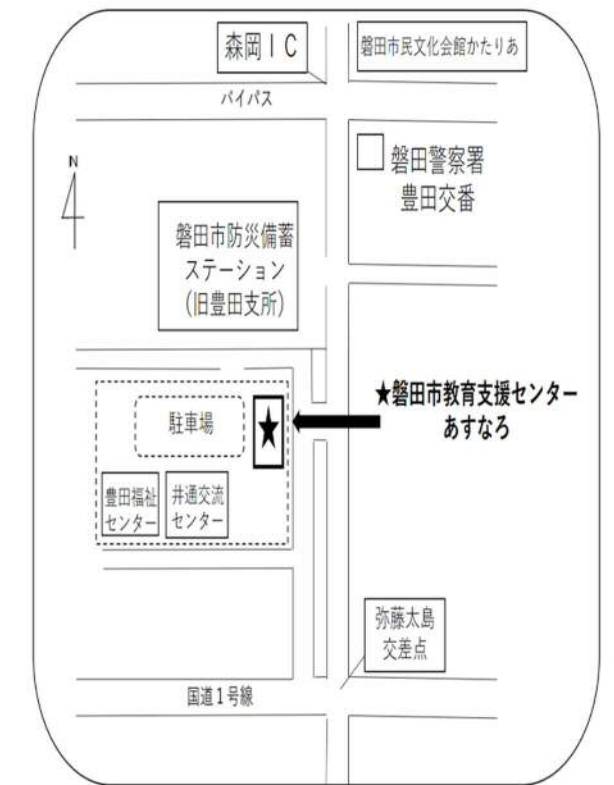 森岡ＩＣ
磐田市民文化会館かたりあ
バイパス
N
磐田警察署
豊田交番
磐田市防災備蓄
ステーション
(旧豊田支所)
★磐田市教育支援センター
あすなろ
駐車場
★
豊田福祉
センター
井通交流
センター
弥藤太島
交差点
国道１号線